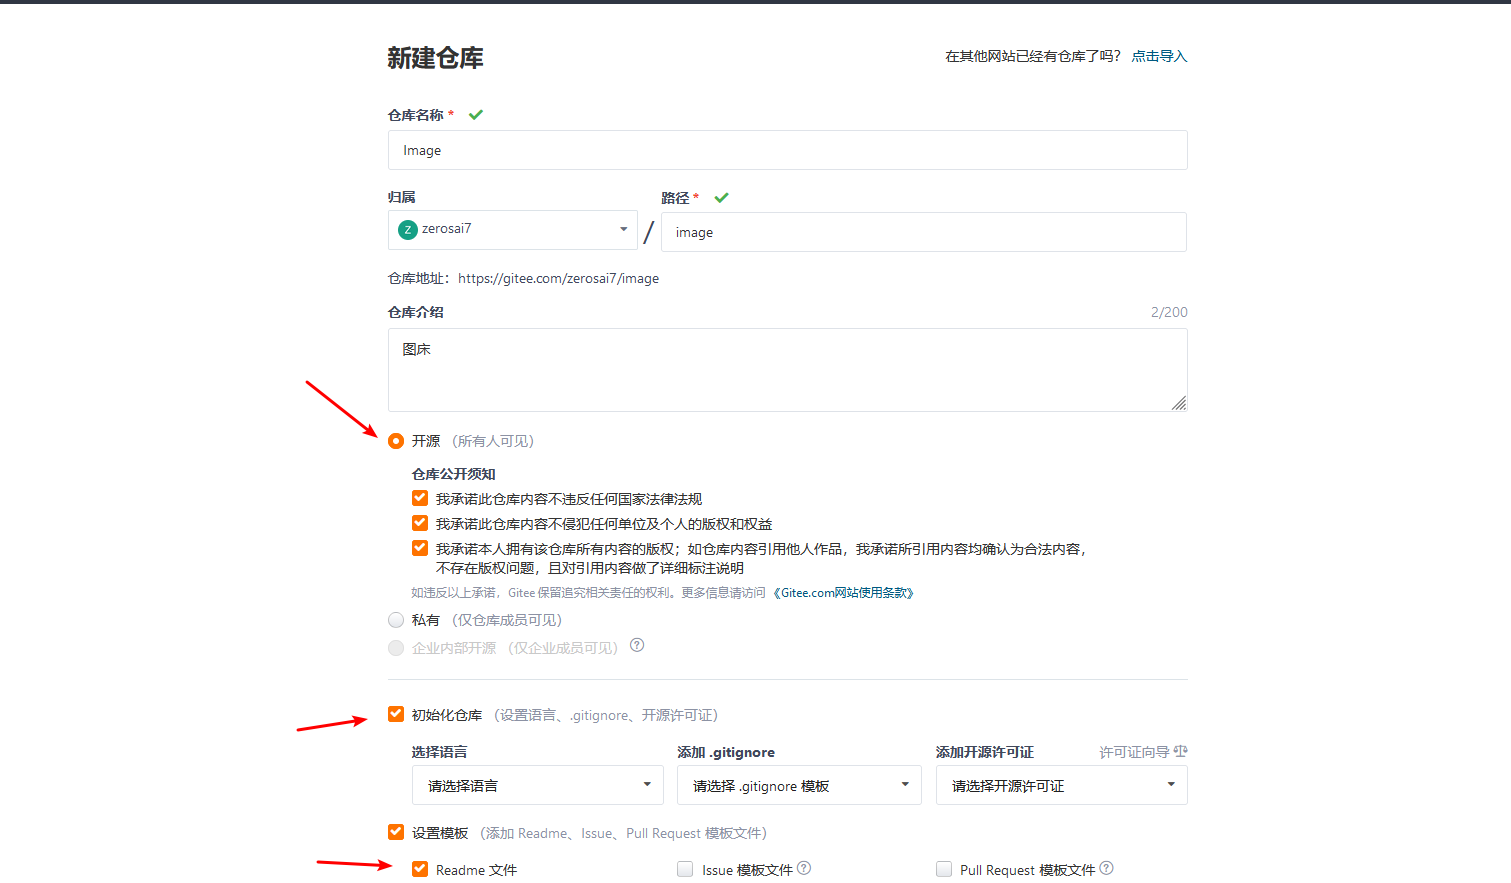 新建仓库
在其他网站已经有仓库了吗? 点击导入
仓库名称 *
Image
归属
路径 *
Z zerosai7
/
image
仓库地址：https://gitee.com/zerosai7/image
仓库介绍
2/200
图床
开源 （所有人可见）
仓库公开须知
我承诺此仓库内容不违反任何国家法律法规
我承诺此仓库内容不侵犯任何单位及个人的版权和权益
我承诺本人拥有该仓库所有内容的版权；如仓库内容引用他人作品，我承诺所引用内容均确认为合法内容，
不存在版权问题，且对引用内容做了详细标注说明
如违反以上承诺，Gitee 保留追究相关责任的权利。更多信息请访问 《Gitee.com网站使用条款》
私有 （仅仓库成员可见）
企业内部开源 （仅企业成员可见） ?
初始化仓库 （设置语言、.gitignore、开源许可证）
选择语言
添加 .gitignore
添加开源许可证
许可证向导
请选择语言
请选择 .gitignore 模板
请选择开源许可证
设置模板 （添加 Readme、Issue、Pull Request 模板文件）
Readme 文件
Issue 模板文件 ?
Pull Request 模板文件 ?